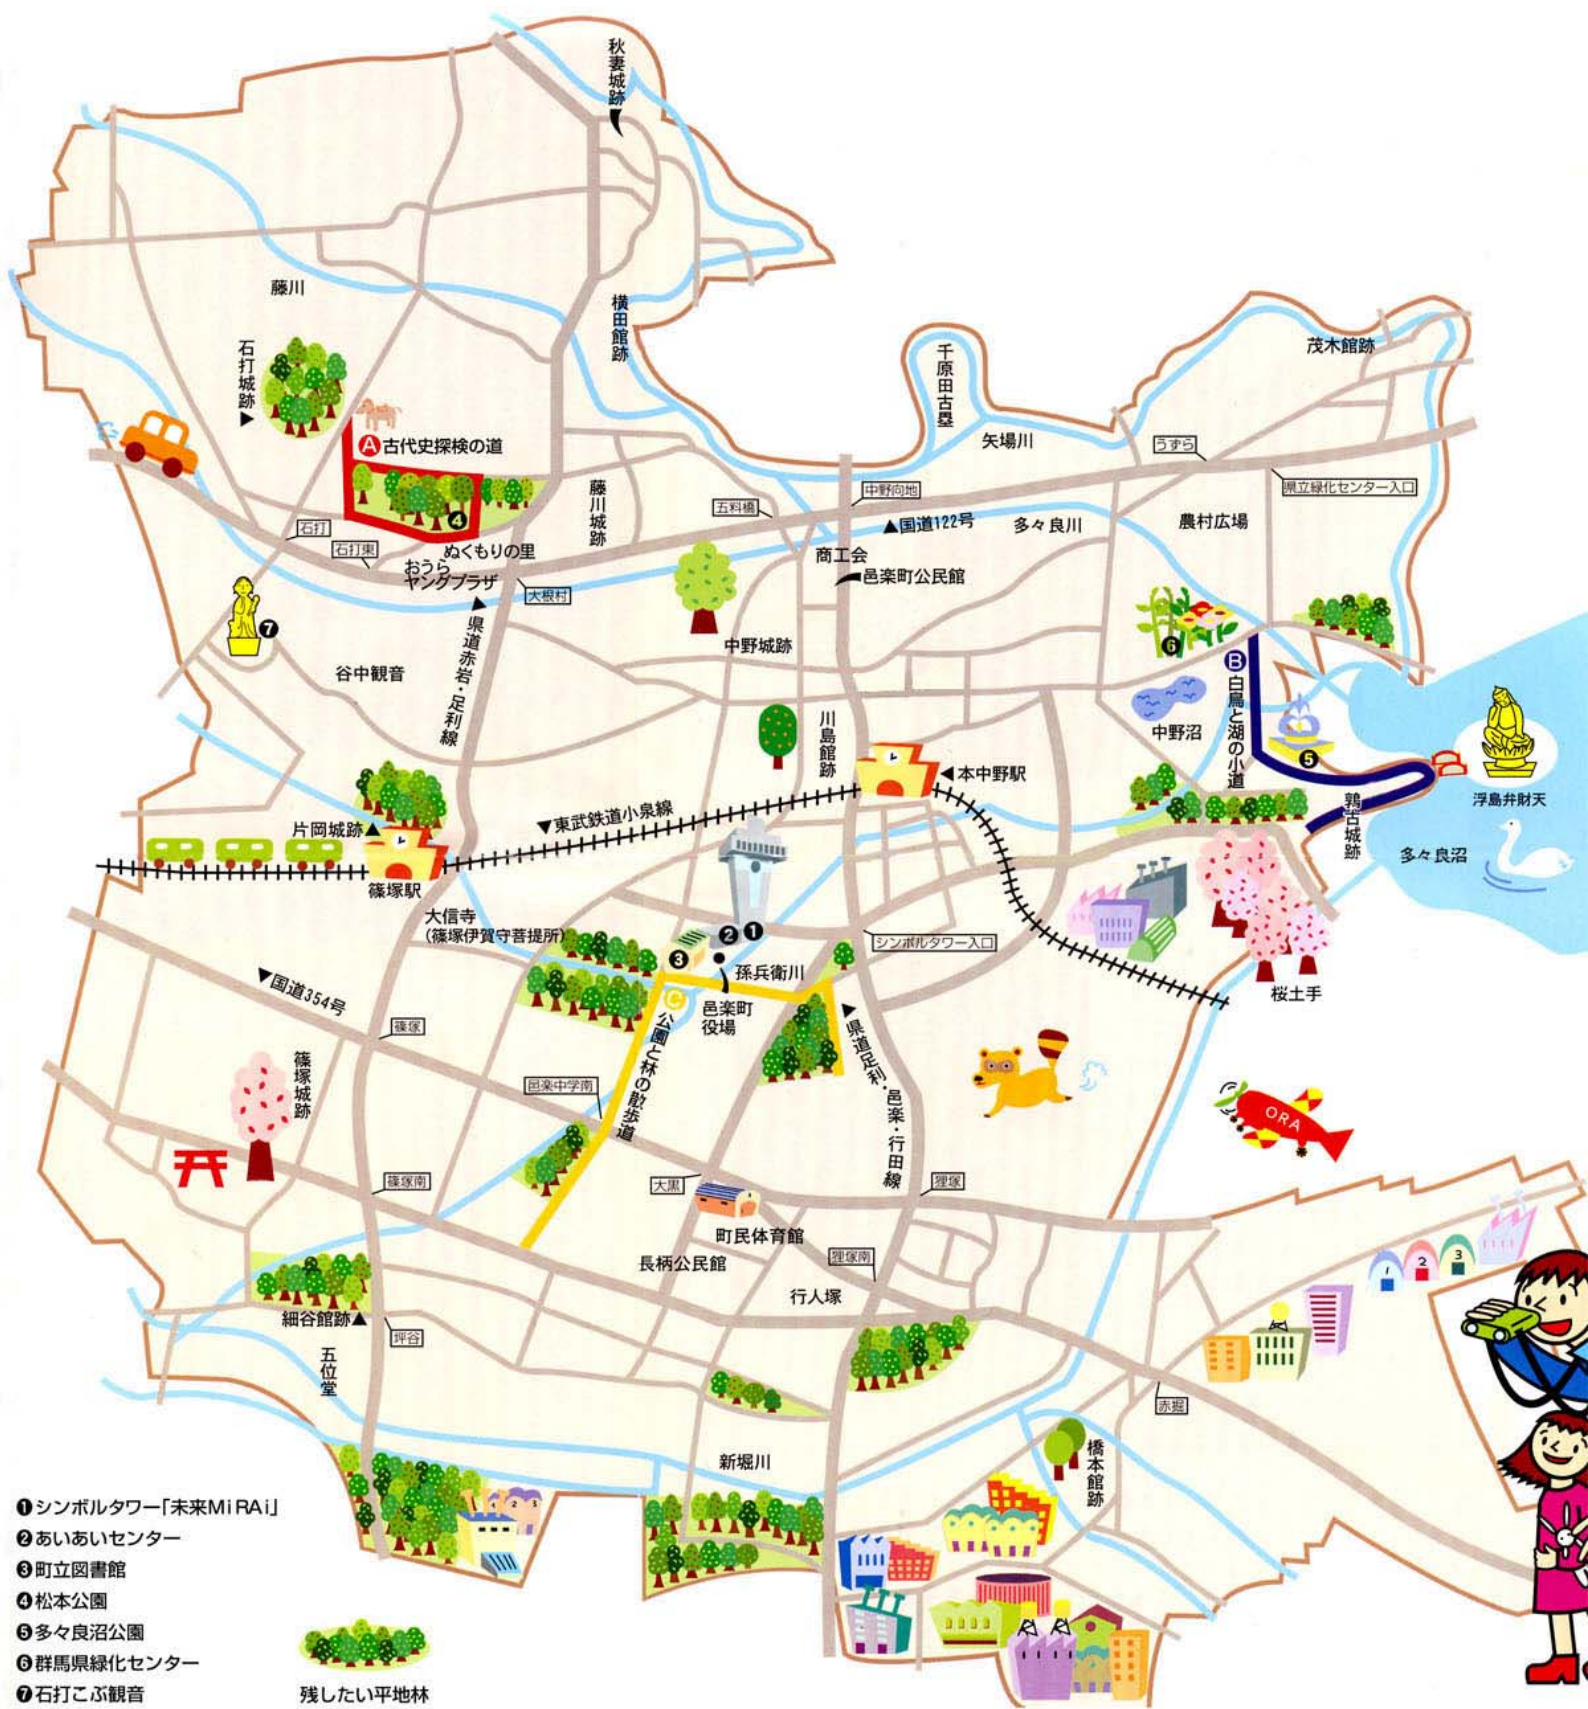 秋妻城跡
藤川
横田館跡
石打城跡▶
千原田古塁
茂木館跡
矢場川
うずら
県立緑化センター入口
A 古代史探検の道
藤川城跡
五料橋
中野向地
▲国道122号
多々良川
農村広場
石打
石打東
④
ぬくもりの里
おうら
ヤングプラザ
大根村
商工会
邑楽町公民館
⑦
▲県道赤岩・足利線
谷中観音
中野城跡
⑥
B 白鳥と湖の小道
中野沼
⑤
川島館跡
◀本中野駅
浮島弁財天
鶉古城跡
多々良沼
▼東武鉄道小泉線
片岡城跡▲
篠塚駅
大信寺
(篠塚伊賀守菩提所)
② ①
③
シンボルタワー入口
孫兵衛川
邑楽町
役場
桜土手
▼国道354号
篠塚
C 公園と林の散歩道
▲県道足利・邑楽・行田線
篠塚城跡
邑楽中学南
ORA
篠塚南
大黒
狸塚
町民体育館
長柄公民館
狸塚南
行人塚
1 2 3
細谷館跡▲
坪谷
五位堂
赤堀
新堀川
橋本館跡
1 2 3
❶シンボルタワー「未来MiRAi」
❷あいあいセンター
❸町立図書館
❹松本公園
❺多々良沼公園
❻群馬県緑化センター
❼石打こぶ観音
残したい平地林